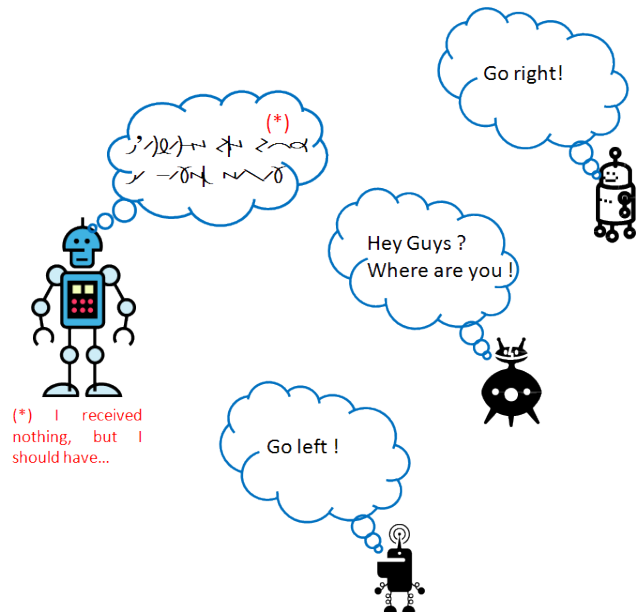 Go right!
(*)
Hey Guys ?
Where are you !
(*) I received
nothing, but I
should have...
Go left !